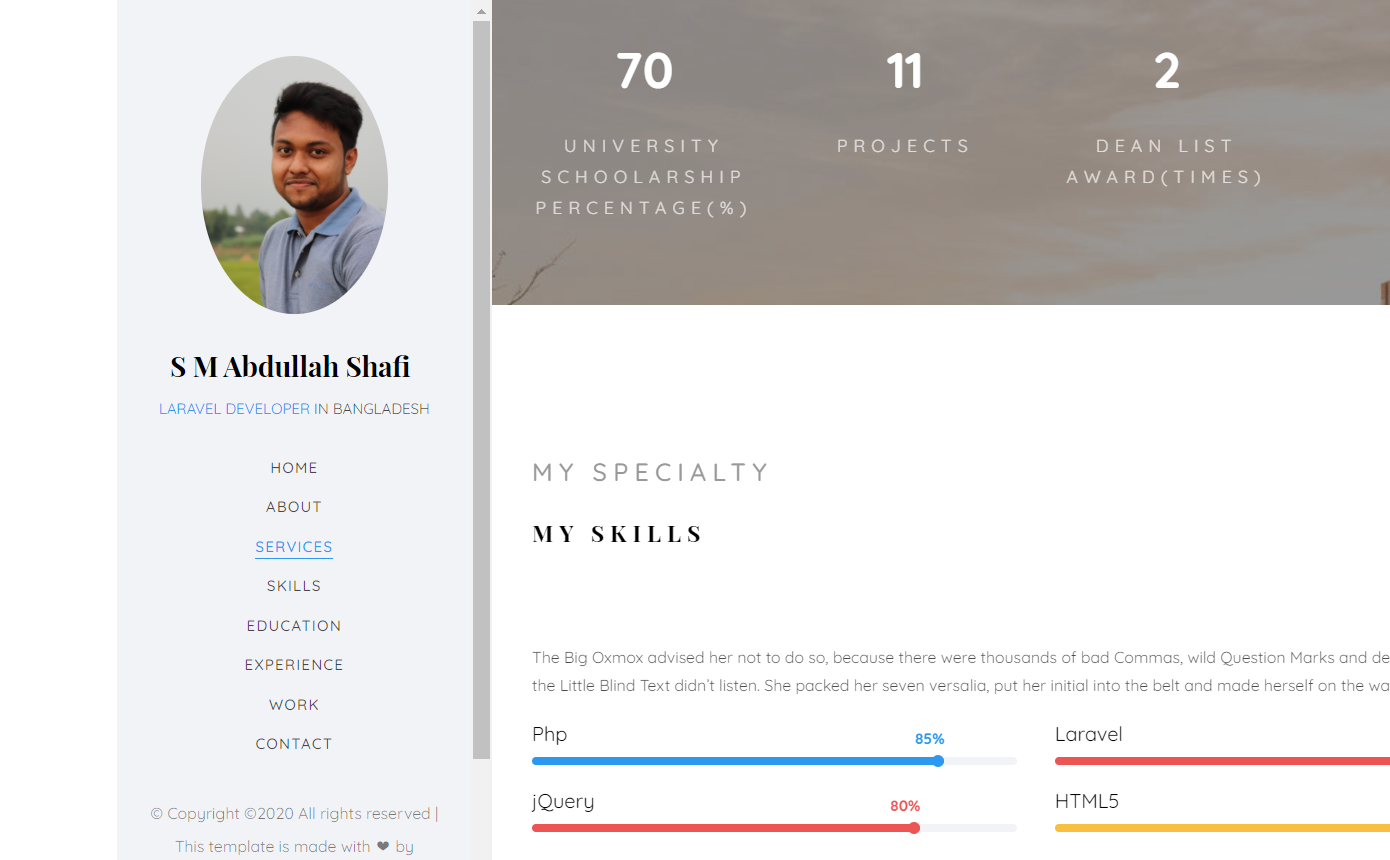 S M Abdullah Shafi
LARAVEL DEVELOPER IN BANGLADESH
HOME
ABOUT
SERVICES
SKILLS
EDUCATION
EXPERIENCE
WORK
CONTACT
© Copyright ©2020 All rights reserved |
This template is made with ❤ by
70
UNIVERSITY
SCHOOLARSHIP
PERCENTAGE(%)
11
PROJECTS
2
DEAN LIST
AWARD(TIMES)
MY SPECIALTY
MY SKILLS
The Big Oxmox advised her not to do so, because there were thousands of bad Commas, wild Question Marks and de
the Little Blind Text didn't listen. She packed her seven versalia, put her initial into the belt and made herself on the wa
Php
85%
Laravel
jQuery
80%
HTML5